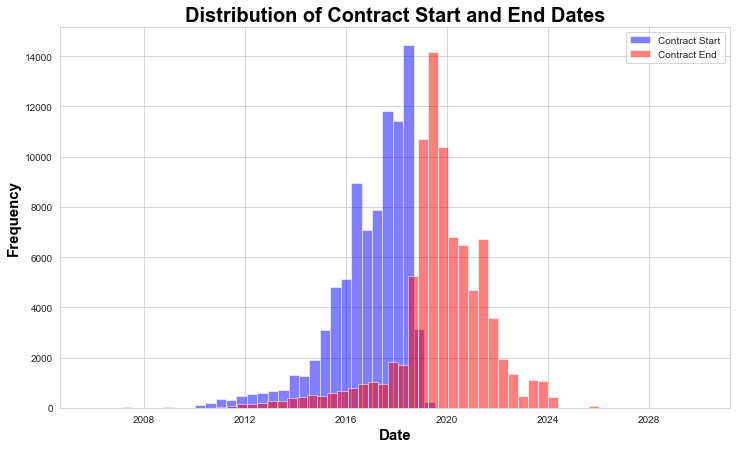 Distribution of Contract Start and End Dates
Contract Start
Contract End
14000
12000
10000
8000
6000
4000
2000
0
Frequency
2008
2012
2016
2020
2024
2028
Date